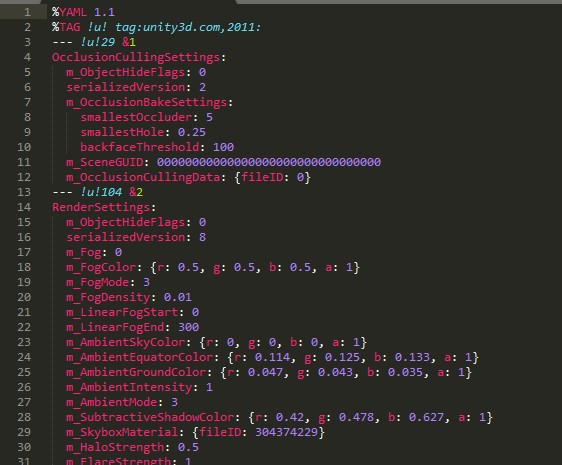 1 %YAML 1.1
2 %TAG !u! tag:unity3d.com,2011:
3 --- !u!29 &1
4 OcclusionCullingSettings:
5 m_ObjectHideFlags: 0
6 serializedVersion: 2
7 m_OcclusionBakeSettings:
8 smallestOccluder: 5
9 smallestHole: 0.25
10 backfaceThreshold: 100
11 m_SceneGUID: 00000000000000000000000000000000
12 m_OcclusionCullingData: {fileID: 0}
13 --- !u!104 &2
14 RenderSettings:
15 m_ObjectHideFlags: 0
16 serializedVersion: 8
17 m_Fog: 0
18 m_FogColor: {r: 0.5, g: 0.5, b: 0.5, a: 1}
19 m_FogMode: 3
20 m_FogDensity: 0.01
21 m_LinearFogStart: 0
22 m_LinearFogEnd: 300
23 m_AmbientSkyColor: {r: 0, g: 0, b: 0, a: 1}
24 m_AmbientEquatorColor: {r: 0.114, g: 0.125, b: 0.133, a: 1}
25 m_AmbientGroundColor: {r: 0.047, g: 0.043, b: 0.035, a: 1}
26 m_AmbientIntensity: 1
27 m_AmbientMode: 3
28 m_SubtractiveShadowColor: {r: 0.42, g: 0.478, b: 0.627, a: 1}
29 m_SkyboxMaterial: {fileID: 304374229}
30 m_HaloStrength: 0.5
31 m_FlareStrength: 1